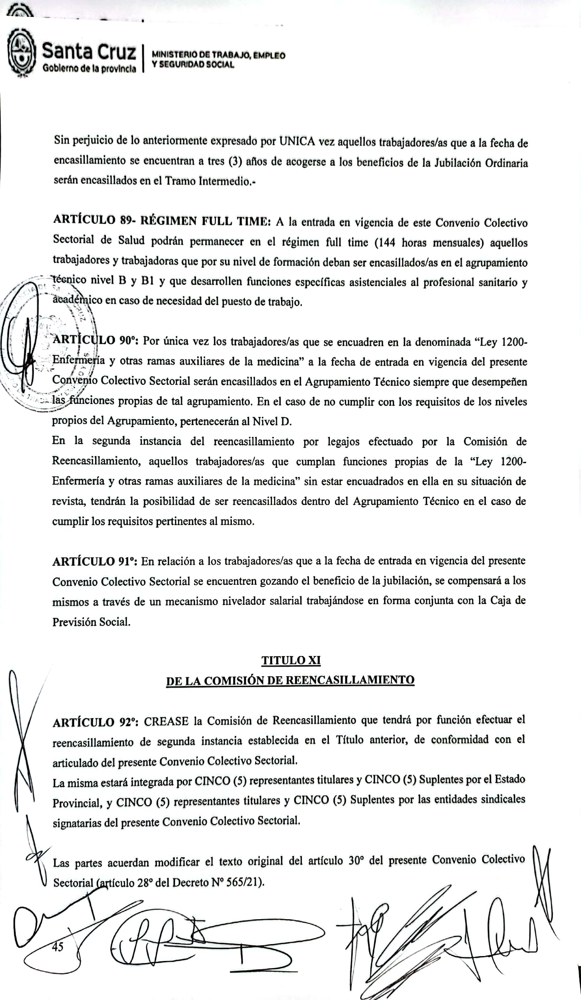 Santa Cruz
Gobierno de la provincia
MINISTERIO DE TRABAJO, EMPLEO
Y SEGURIDAD SOCIAL
Sin perjuicio de lo anteriormente expresado por UNICA vez aquellos trabajadores/as que a la fecha de
encasillamiento se encuentran a tres (3) años de acogerse a los beneficios de la Jubilación Ordinaria
serán encasillados en el Tramo Intermedio.-
ARTÍCULO 89- RÉGIMEN FULL TIME: A la entrada en vigencia de este Convenio Colectivo
Sectorial de Salud podrán permanecer en el régimen full time (144 horas mensuales) aquellos
trabajadores y trabajadoras que por su nivel de formación deban ser encasillados/as en el agrupamiento
técnico nivel B y B1 y que desarrollen funciones específicas asistenciales al profesional sanitario y
académico en caso de necesidad del puesto de trabajo.
ARTÍCULO 90º: Por única vez los trabajadores/as que se encuadren en la denominada “Ley 1200-
Enfermería y otras ramas auxiliares de la medicina” a la fecha de entrada en vigencia del presente
Convenio Colectivo Sectorial serán encasillados en el Agrupamiento Técnico siempre que desempeñen
las funciones propias de tal agrupamiento. En el caso de no cumplir con los requisitos de los niveles
propios del Agrupamiento, pertenecerán al Nivel D.
En la segunda instancia del reencasillamiento por legajos efectuado por la Comisión de
Reencasillamiento, aquellos trabajadores/as que cumplan funciones propias de la “Ley 1200-
Enfermería y otras ramas auxiliares de la medicina” sin estar encuadrados en ella en su situación de
revista, tendrán la posibilidad de ser reencasillados dentro del Agrupamiento Técnico en el caso de
cumplir los requisitos pertinentes al mismo.
ARTÍCULO 91º: En relación a los trabajadores/as que a la fecha de entrada en vigencia del presente
Convenio Colectivo Sectorial se encuentren gozando el beneficio de la jubilación, se compensará a los
mismos a través de un mecanismo nivelador salarial trabajándose en forma conjunta con la Caja de
Previsión Social.
TITULO XI
DE LA COMISIÓN DE REENCASILLAMIENTO
ARTÍCULO 92º: CREASE la Comisión de Reencasillamiento que tendrá por función efectuar el
reencasillamiento de segunda instancia establecida en el Título anterior, de conformidad con el
articulado del presente Convenio Colectivo Sectorial.
La misma estará integrada por CINCO (5) representantes titulares y CINCO (5) Suplentes por el Estado
Provincial, y CINCO (5) representantes titulares y CINCO (5) Suplentes por las entidades sindicales
signatarias del presente Convenio Colectivo Sectorial.
Las partes acuerdan modificar el texto original del artículo 30º del presente Convenio Colectivo
Sectorial (artículo 28º del Decreto Nº 565/21).
45